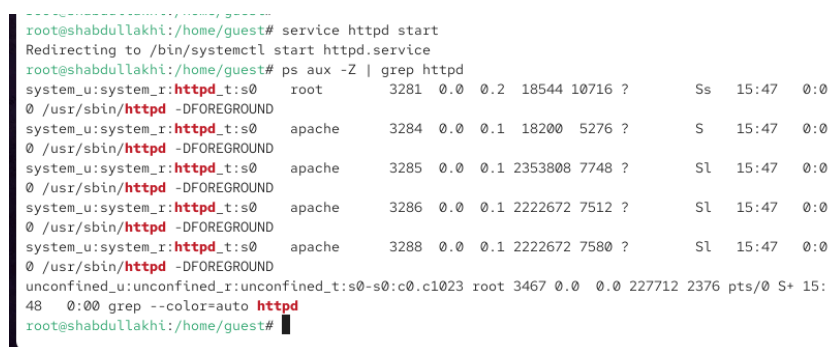 root@shabdullakhi:/home/guest# service httpd start
Redirecting to /bin/systemctl start httpd.service
root@shabdullakhi:/home/guest# ps aux -Z | grep httpd
system_u:system_r:httpd_t:s0    root        3281  0.0  0.2  18544 10716 ?        Ss   15:47   0:0
0 /usr/sbin/httpd -DFOREGROUND
system_u:system_r:httpd_t:s0    apache      3284  0.0  0.1  18200  5276 ?        S    15:47   0:0
0 /usr/sbin/httpd -DFOREGROUND
system_u:system_r:httpd_t:s0    apache      3285  0.0  0.1 2353808 7748 ?        Sl   15:47   0:0
0 /usr/sbin/httpd -DFOREGROUND
system_u:system_r:httpd_t:s0    apache      3286  0.0  0.1 2222672 7512 ?        Sl   15:47   0:0
0 /usr/sbin/httpd -DFOREGROUND
system_u:system_r:httpd_t:s0    apache      3288  0.0  0.1 2222672 7580 ?        Sl   15:47   0:0
0 /usr/sbin/httpd -DFOREGROUND
unconfined_u:unconfined_r:unconfined_t:s0-s0:c0.c1023 root 3467 0.0  0.0 227712 2376 pts/0 S+ 15:
48   0:00 grep --color=auto httpd
root@shabdullakhi:/home/guest#